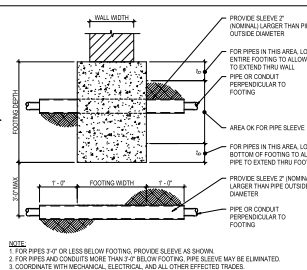 WALL WIDTH
PROVIDE SLEEVE 2"
(NOMINAL) LARGER THAN PIP
OUTSIDE DIAMETER
FOR PIPES IN THIS AREA, LO
ENTIRE FOOTING TO ALLOW
TO EXTEND THRU WALL
PIPE OR CONDUIT
PERPENDICULAR TO
FOOTING
FOOTING DEPTH
AREA OK FOR PIPE SLEEVE
FOR PIPES IN THIS AREA, LO
BOTTOM OF FOOTING TO AL
PIPE TO EXTEND THRU FOOT
3'-0" MAX.
1' - 0"
FOOTING WIDTH
1' - 0"
PROVIDE SLEEVE 2" (NOMINA
LARGER THAN PIPE OUTSIDE
DIAMETER
PIPE OR CONDUIT
PERPENDICULAR TO
FOOTING
NOTE:
1. FOR PIPES 3'-0" OR LESS BELOW FOOTING, PROVIDE SLEEVE AS SHOWN.
2. FOR PIPES AND CONDUITS MORE THAN 3'-0" BELOW FOOTING, PIPE SLEEVE MAY BE ELIMINATED.
3. COORDINATE WITH MECHANICAL, ELECTRICAL, AND ALL OTHER EFFECTED TRADES.